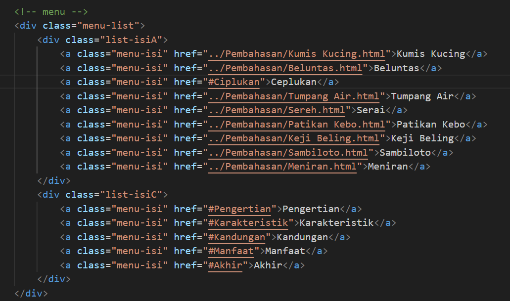 <!-- menu -->
<div class="menu-list">
<div class="list-isiA">
<a class="menu-isi" href="../Pembahasan/Kumis Kucing.html">Kumis Kucing</a>
<a class="menu-isi" href="../Pembahasan/Beluntas.html">Beluntas</a>
<a class="menu-isi" href="#Ciplukan">Ceplukan</a>
<a class="menu-isi" href="../Pembahasan/Tumpang Air.html">Tumpang Air</a>
<a class="menu-isi" href="../Pembahasan/Sereh.html">Serai</a>
<a class="menu-isi" href="../Pembahasan/Patikan Kebo.html">Patikan Kebo</a>
<a class="menu-isi" href="../Pembahasan/Keji Beling.html">Keji Beling</a>
<a class="menu-isi" href="../Pembahasan/Sambiloto.html">Sambiloto</a>
<a class="menu-isi" href="../Pembahasan/Meniran.html">Meniran</a>
</div>
<div class="list-isiC">
<a class="menu-isi" href="#Pengertian">Pengertian</a>
<a class="menu-isi" href="#Karakteristik">Karakteristik</a>
<a class="menu-isi" href="#Kandungan">Kandungan</a>
<a class="menu-isi" href="#Manfaat">Manfaat</a>
<a class="menu-isi" href="#Akhir">Akhir</a>
</div>
</div>